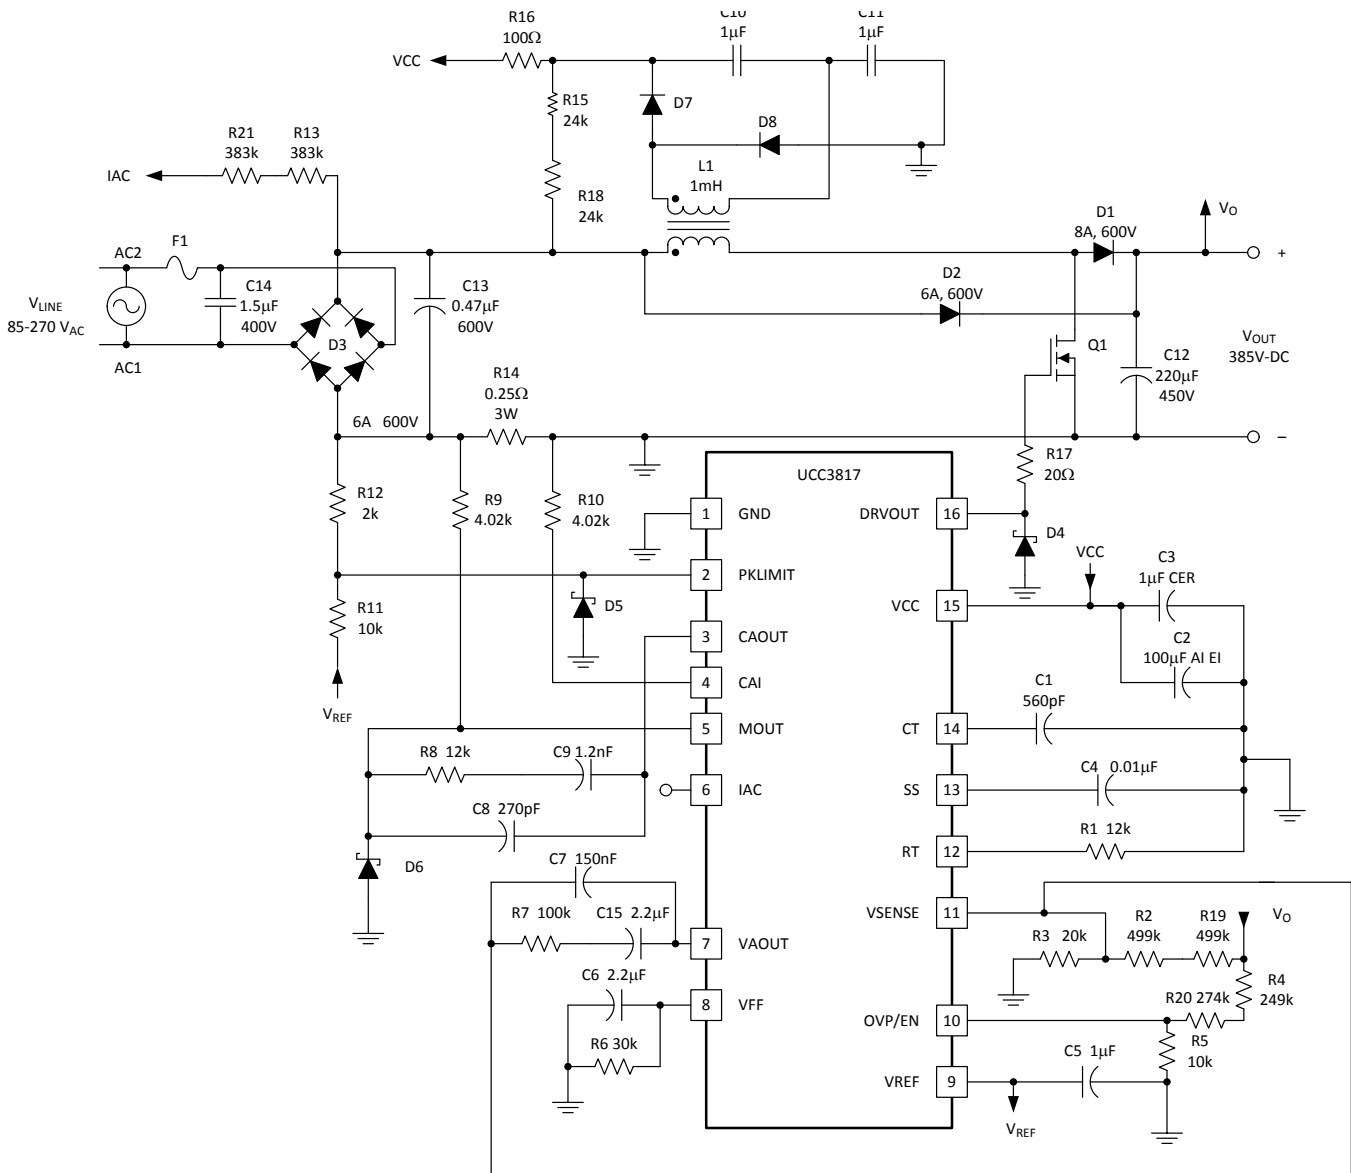 R16
100Ω
C10
1µF
C11
1µF
VCC
R15
24k
D7
D8
R21
383k
R13
383k
IAC
L1
1mH
R18
24k
D1
8A, 600V
VO
AC2
F1
+
VLINE
85-270 VAC
C14
1.5µF
400V
C13
0.47µF
600V
D2
6A, 600V
D3
Q1
VOUT
385V-DC
AC1
R14
0.25Ω
3W
C12
220µF
450V
6A 600V
−
R17
20Ω
UCC3817
R12
2k
R9
4.02k
R10
4.02k
1
GND
DRVOUT
16
D4
VCC
C3
1µF CER
2
PKLIMIT
VCC
15
R11
10k
D5
3
CAOUT
C2
100µF AI EI
4
CAI
C1
560pF
VREF
5
MOUT
CT
14
R8 12k
C9 1.2nF
C4 0.01µF
6
IAC
SS
13
C8 270pF
R1 12k
D6
RT
12
C7 150nF
R7 100k
C15 2.2µF
VSENSE
11
R2
499k
R19
499k
VO
R3 20k
7
VAOUT
C6 2.2µF
R4
249k
8
VFF
R20 274k
OVP/EN
10
R6 30k
R5
10k
C5 1µF
VREF
9
VREF